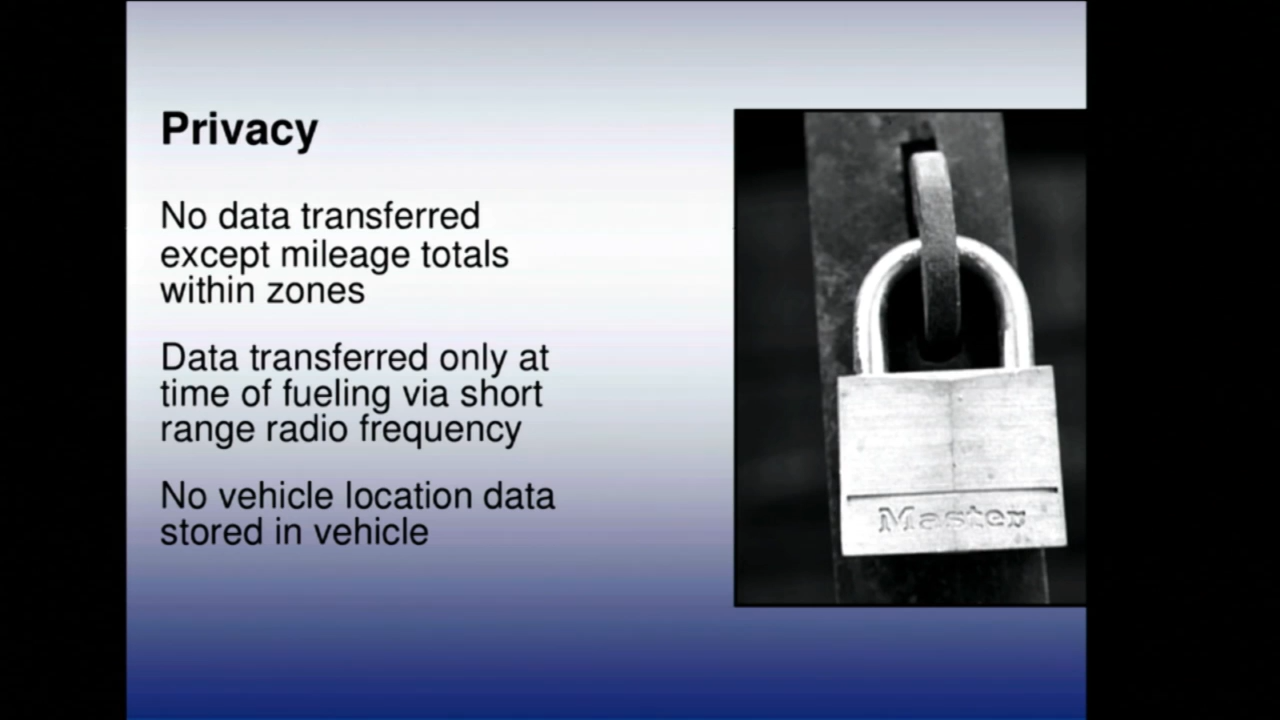 Privacy
No data transferred
except mileage totals
within zones
Data transferred only at
time of fueling via short
range radio frequency
No vehicle location data
stored in vehicle
Master